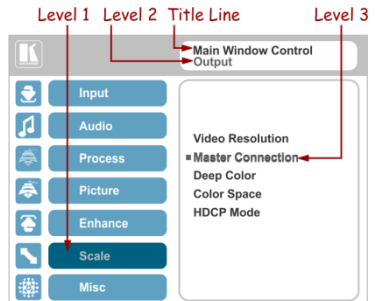 Level 1 Level 2 Title Line Level 3
Main Window Control
Output
Input
Audio
Process
Picture
Enhance
Scale
Misc
Video Resolution
Master Connection
Deep Color
Color Space
HDCP Mode